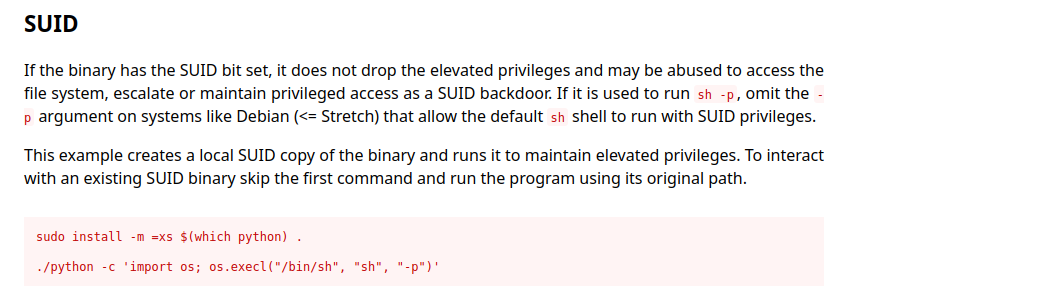 SUID
If the binary has the SUID bit set, it does not drop the elevated privileges and may be abused to access the
file system, escalate or maintain privileged access as a SUID backdoor. If it is used to run sh -p, omit the -
p argument on systems like Debian (<= Stretch) that allow the default sh shell to run with SUID privileges.
This example creates a local SUID copy of the binary and runs it to maintain elevated privileges. To interact
with an existing SUID binary skip the first command and run the program using its original path.
sudo install -m =xs $(which python) .
./python -c 'import os; os.execl("/bin/sh", "sh", "-p")'